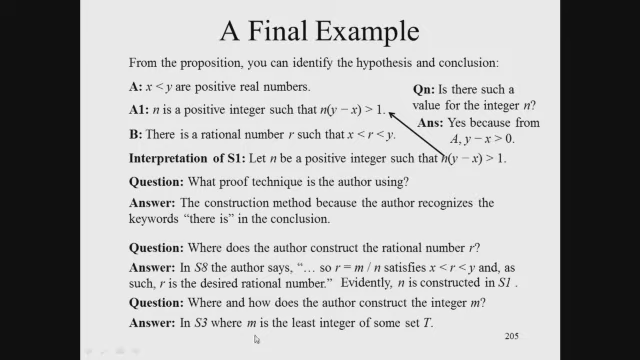 A Final Example
From the proposition, you can identify the hypothesis and conclusion:
A: x < y are positive real numbers.
A1: n is a positive integer such that n(y − x) > 1.
B: There is a rational number r such that x < r < y.
Qn: Is there such a
value for the integer n?
Ans: Yes because from
A, y − x > 0.
Interpretation of S1: Let n be a positive integer such that n(y − x) > 1.
Question: What proof technique is the author using?
Answer: The construction method because the author recognizes the
keywords “there is” in the conclusion.
Question: Where does the author construct the rational number r?
Answer: In S8 the author says, “… so r = m / n satisfies x < r < y and, as
such, r is the desired rational number.” Evidently, n is constructed in S1 .
Question: Where and how does the author construct the integer m?
Answer: In S3 where m is the least integer of some set T.
205